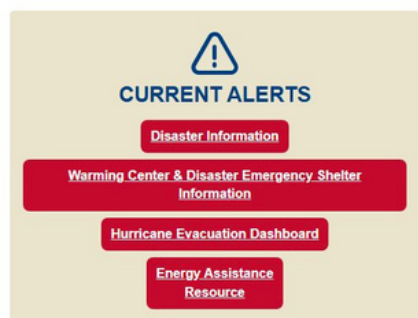 CURRENT ALERTS
Disaster Information
Warming Center & Disaster Emergency Shelter
Information
Hurricane Evacuation Dashboard
Energy Assistance
Resource